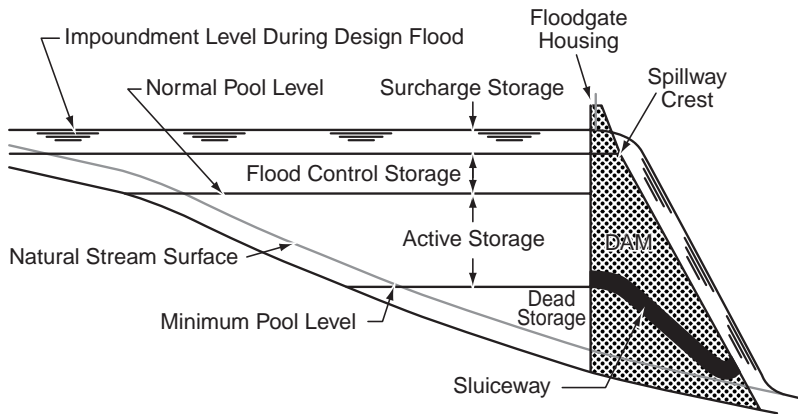 Floodgate
Housing
Impoundment Level During Design Flood
Spillway
Crest
Normal Pool Level
Surcharge Storage
Flood Control Storage
Active Storage
DAM
Natural Stream Surface
Dead
Storage
Minimum Pool Level
Sluiceway